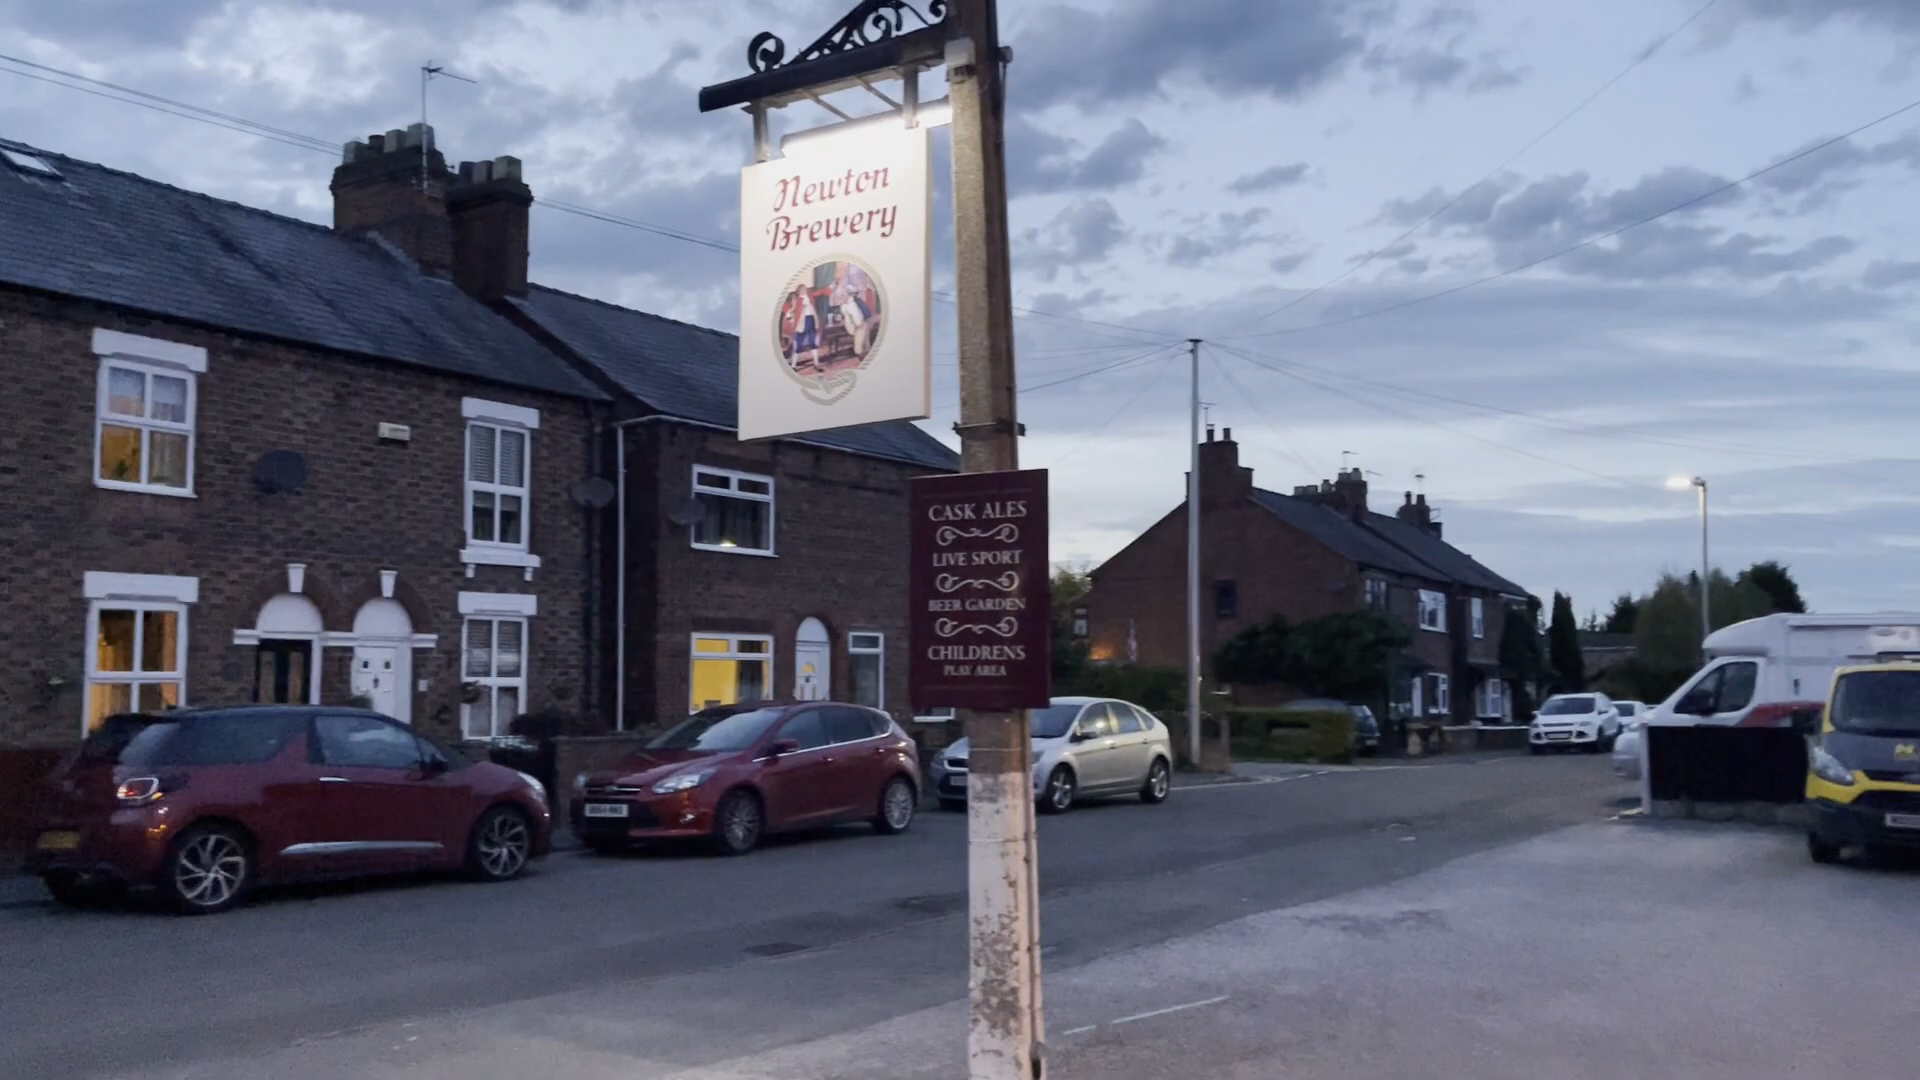 Newton
Brewery
CASK ALES
LIVE SPORT
BEER GARDEN
CHILDRENS
PLAY AREA